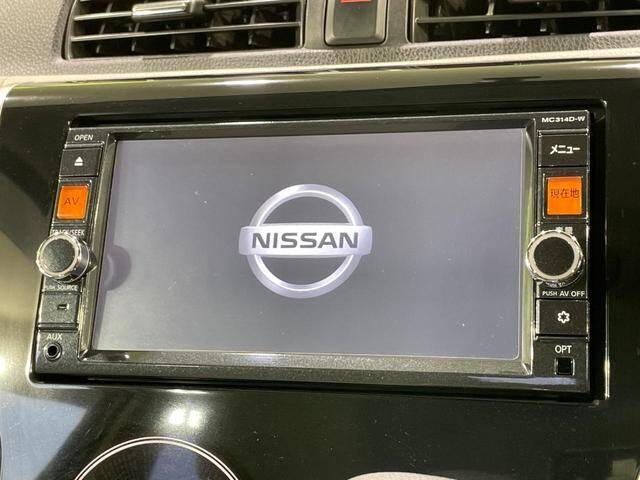 OPEN
MC314D-W
メニュー
AV
現在地
TRACK/SEEK
NISSAN
PUSH SOURCE
PUSH AV OFF
AUX
OPT